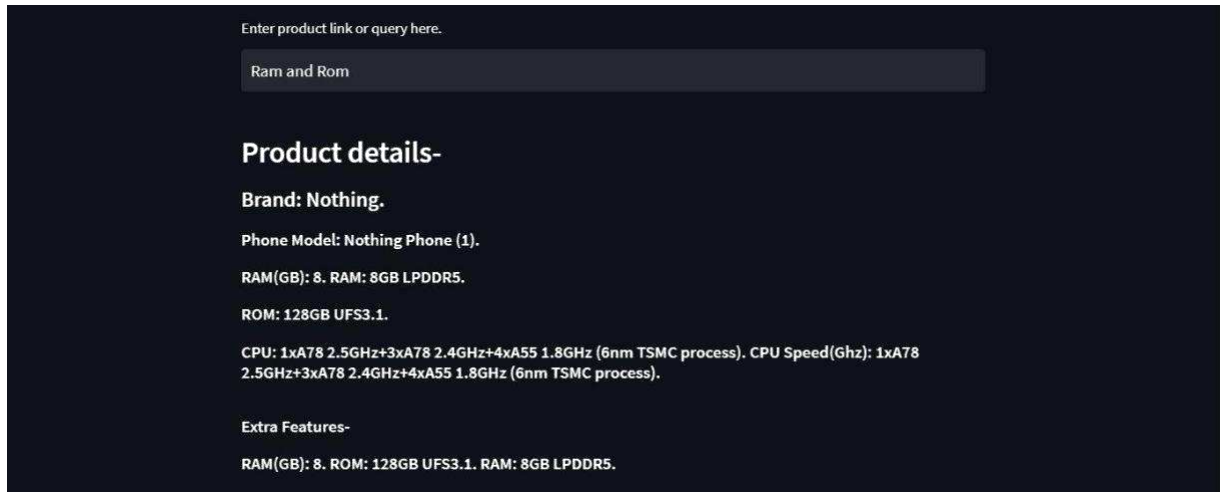 Enter product link or query here.
Ram and Rom
Product details-
Brand: Nothing.
Phone Model: Nothing Phone (1).
RAM(GB): 8. RAM: 8GB LPDDR5.
ROM: 128GB UFS3.1.
CPU: 1xA78 2.5GHz+3xA78 2.4GHz+4xA55 1.8GHz (6nm TSMC process). CPU Speed(Ghz): 1xA78
2.5GHz+3xA78 2.4GHz+4xA55 1.8GHz (6nm TSMC process).
Extra Features-
RAM(GB): 8. ROM: 128GB UFS3.1. RAM: 8GB LPDDR5.